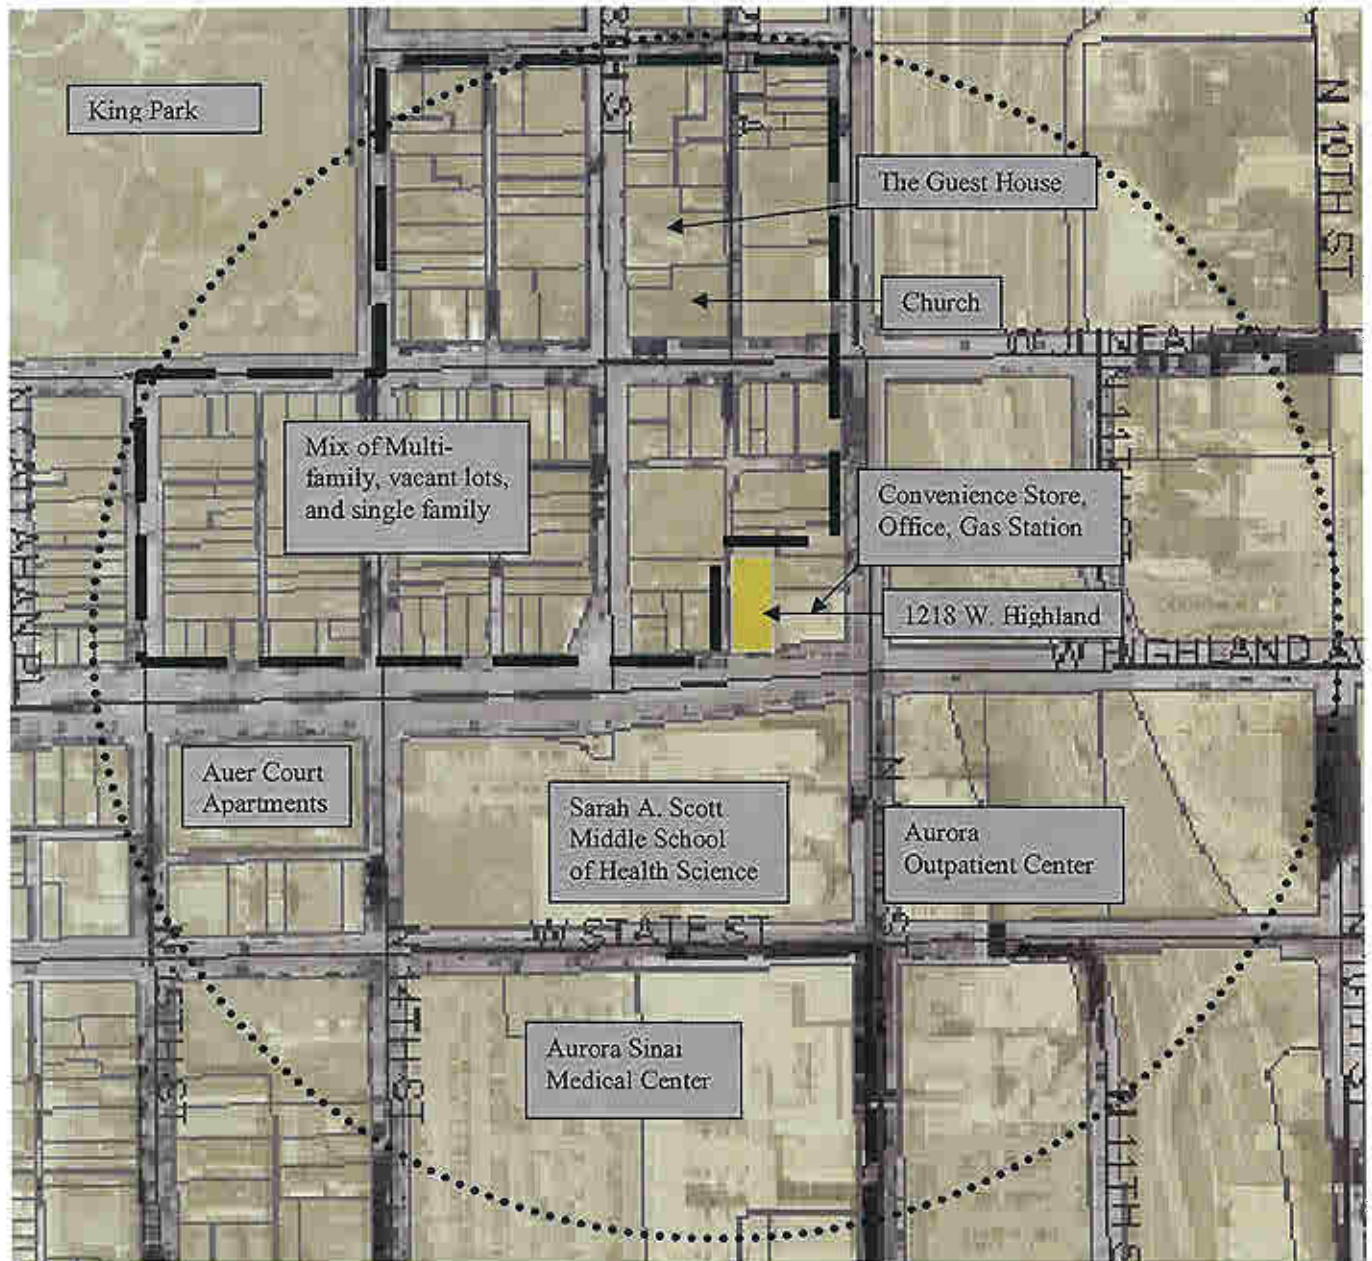 King Park
N 10TH ST
The Guest House
Church
Mix of Multi-
family, vacant lots,
and single family
Convenience Store,
Office, Gas Station
1218 W. Highland
W HIGHLAND AV
Auer Court
Apartments
Sarah A. Scott
Middle School
of Health Science
Aurora
Outpatient Center
W STATE ST
Aurora Sinai
Medical Center
N 11TH S